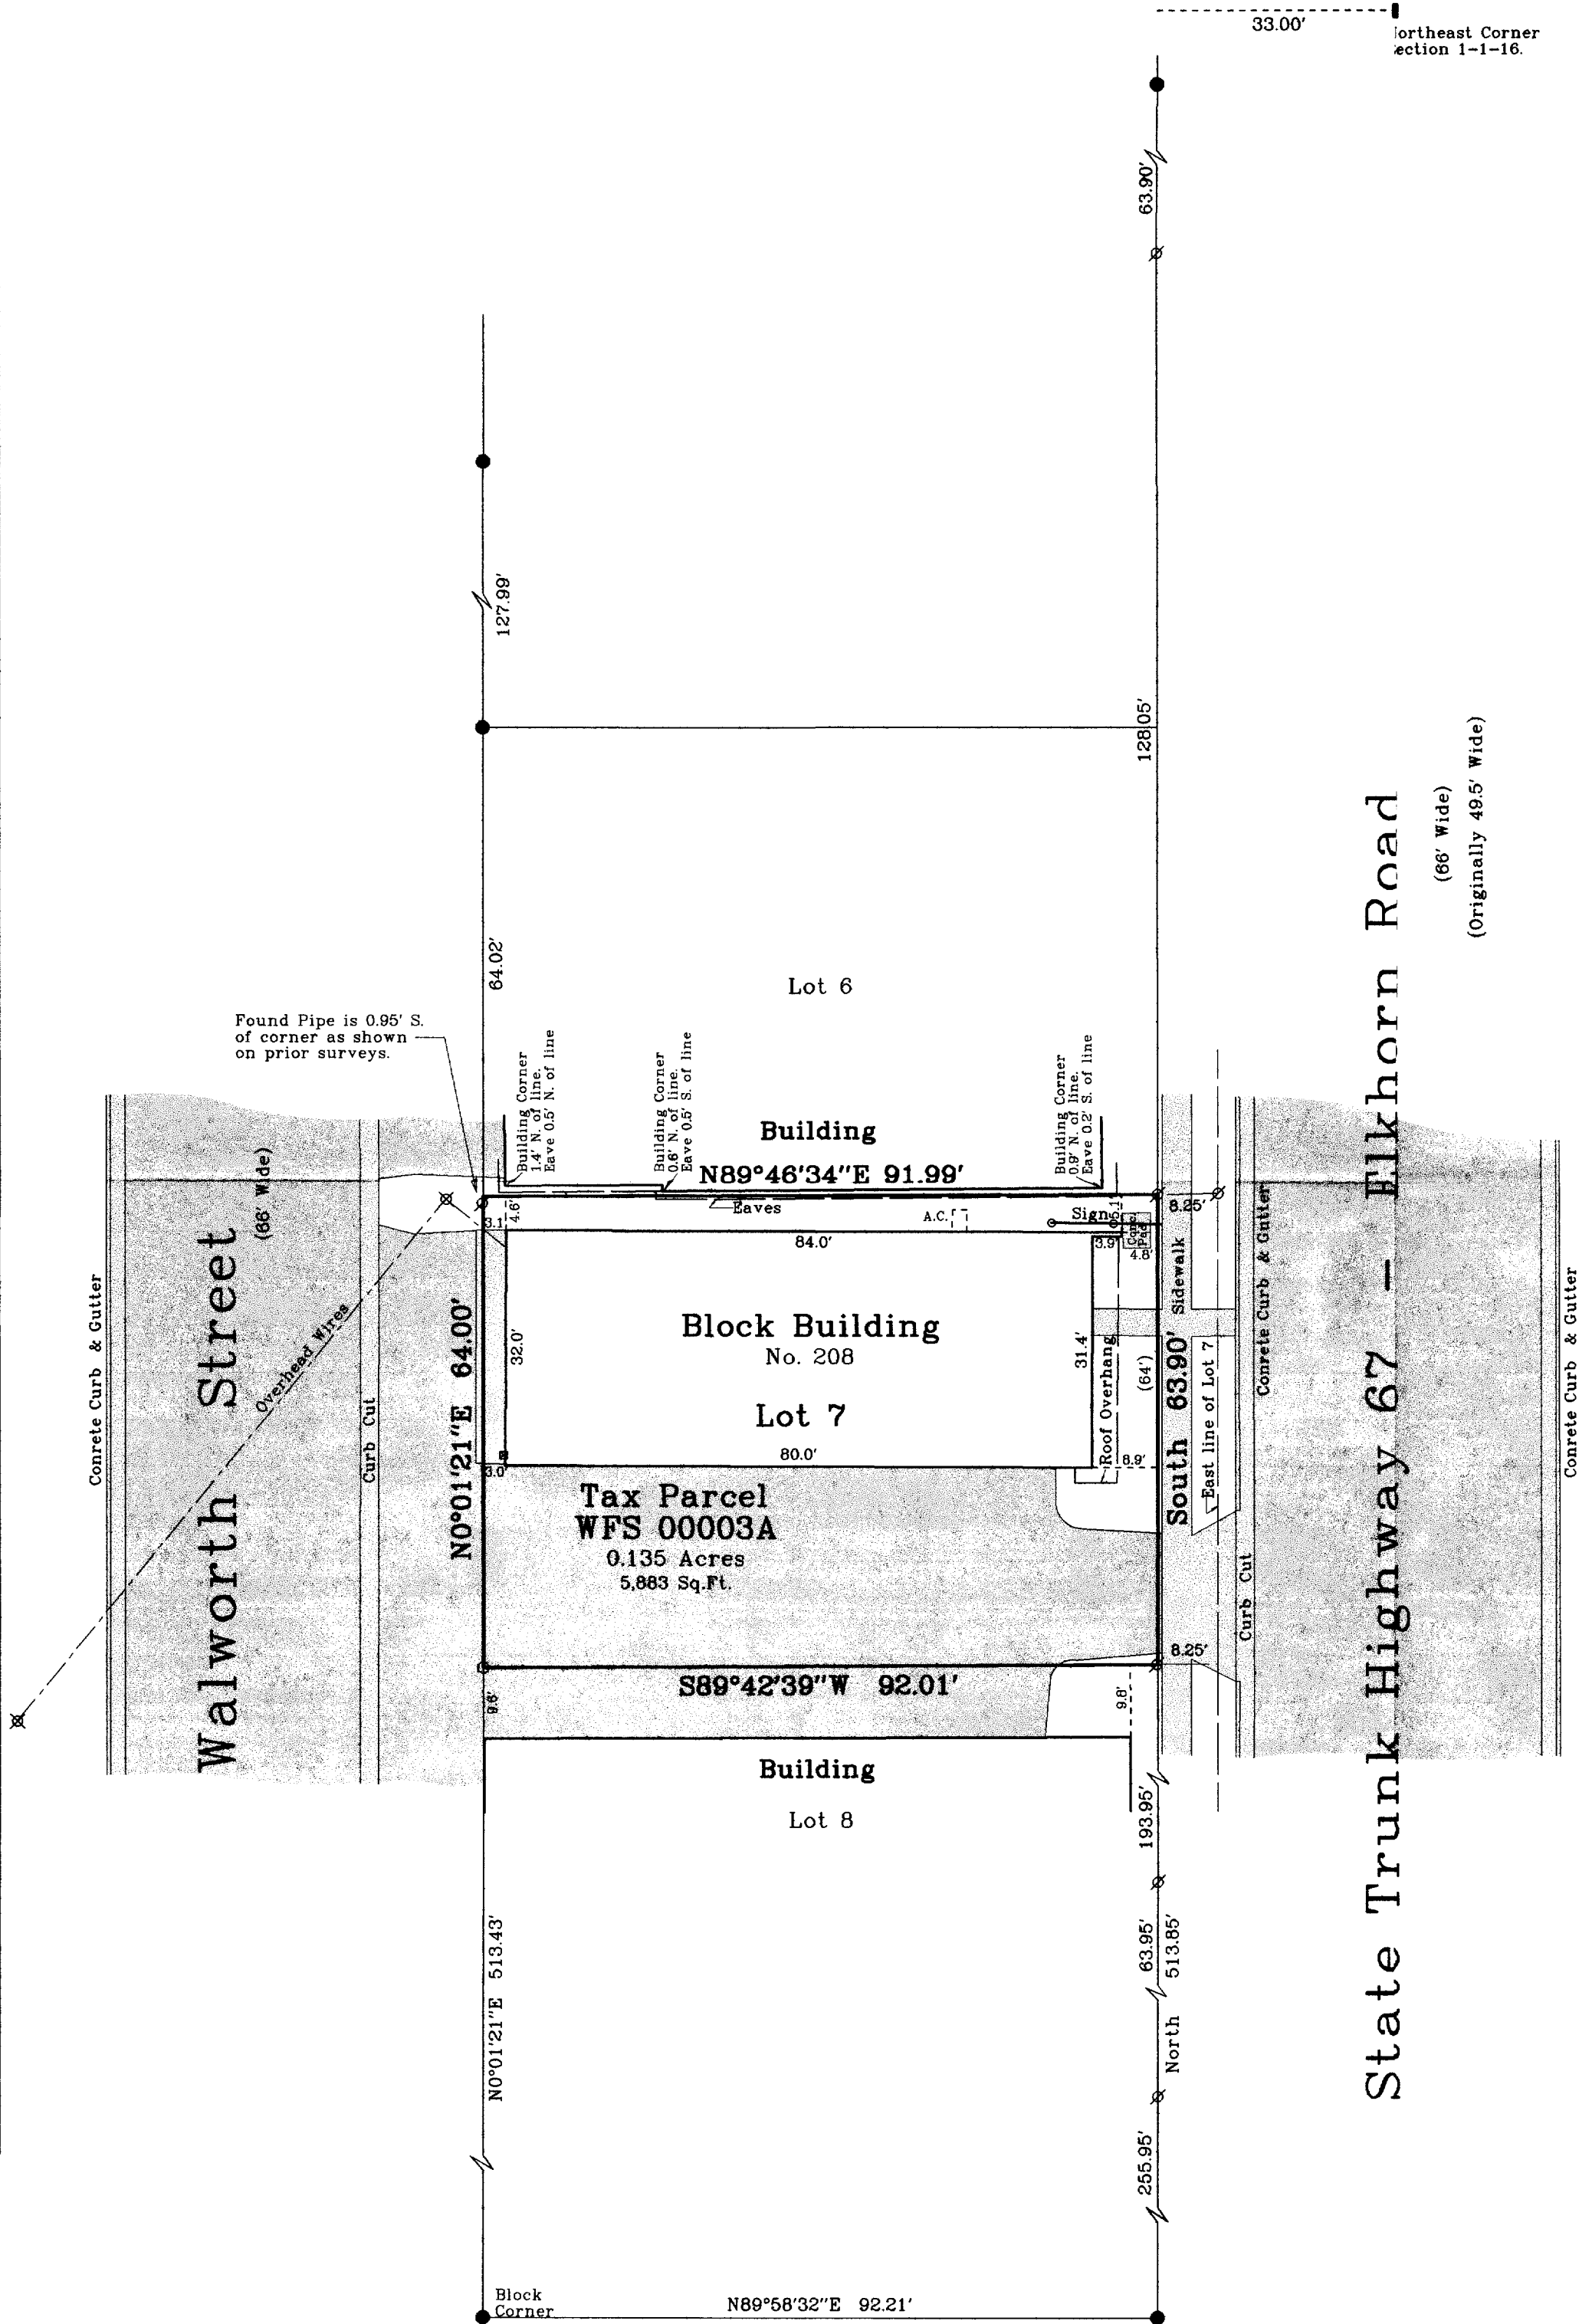 33.00'
ortheast Corner
ection 1-1-16.
63.90'
127.99'
128.05'
64.02'
Lot 6
Found Pipe is 0.95' S.
of corner as shown
on prior surveys.
Building Corner
1.4' N. of line.
Eave 0.5' N. of line
Building Corner
0.6' N. of line.
Eave 0.5' S. of line
Building Corner
0.9' N. of line.
Eave 0.2' S. of line
Building
N89°46'34"E 91.99'
Eaves
A.C.
Sign
3.1'
4.6'
5.1'
8.25'
84.0'
3.9'
Conc.
Pad
4.8'
Block Building
No. 208
Lot 7
32.0'
31.4'
80.0'
3.0'
8.9'
Roof Overhang
(64')
N0°01'21"E 64.00'
South 63.90'
Sidewalk
East line of Lot 7
Tax Parcel
WFS 00003A
0.135 Acres
5,883 Sq.Ft.
8.25'
S89°42'39"W 92.01'
9.6'
9.8'
Building
Lot 8
Walworth Street
(66' Wide)
Overhead Wires
Conrete Curb & Gutter
Curb Cut
Conrete Curb & Gutter
Curb Cut
State Trunk Highway 67 - Elkhorn Road
(66' Wide)
(Originally 49.5' Wide)
Conrete Curb & Gutter
193.95'
63.95'
513.85'
North
N0°01'21"E 513.43'
255.95'
Block
Corner
N89°58'32"E 92.21'